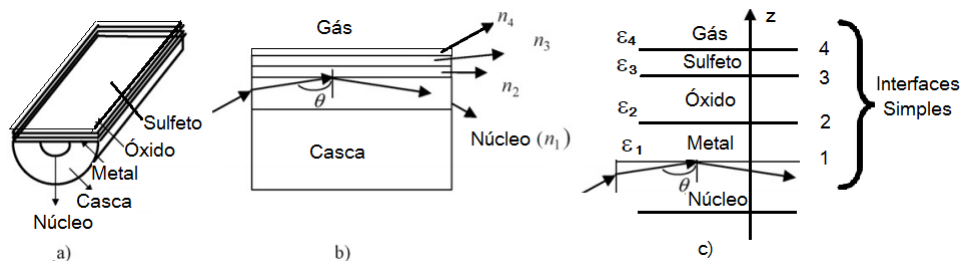 Sulfeto
Óxido
Metal
Casca
Núcleo
a)
Gás
n₄
n₃
n₂
θ
Núcleo (n₁)
Casca
b)
z
ε₄ Gás 4
ε₃ Sulfeto 3
ε₂ Óxido 2
ε₁ Metal 1
θ
Núcleo
Interfaces
Simples
c)